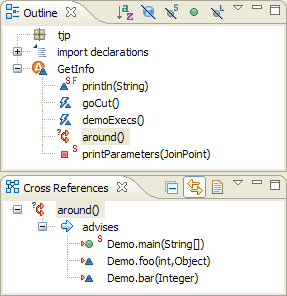 Outline
tjp
import declarations
GetInfo
println(String)
goCut()
demoExecs()
around()
printParameters(JoinPoint)
Cross References
around()
advises
Demo.main(String[])
Demo.foo(int,Object)
Demo.bar(Integer)